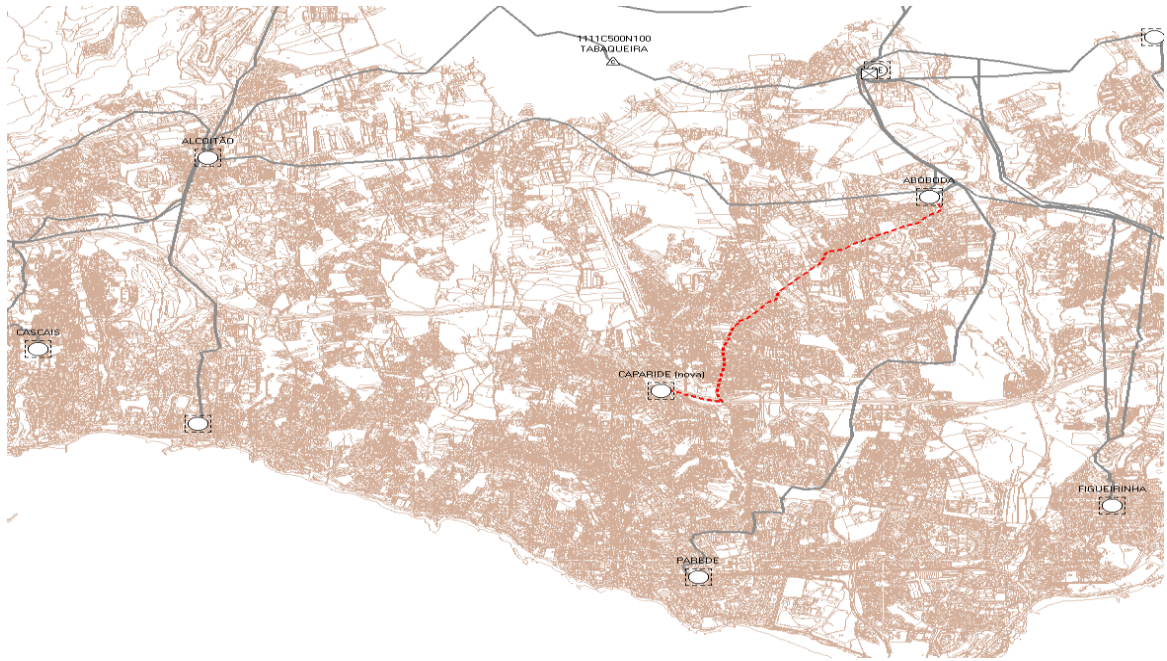 1111C500N100
TABAQUEIRA
ALCOITÃO
ABÓBODA
CASCAIS
CAPARIDE (nova)
FIGUEIRINHA
PAREDE